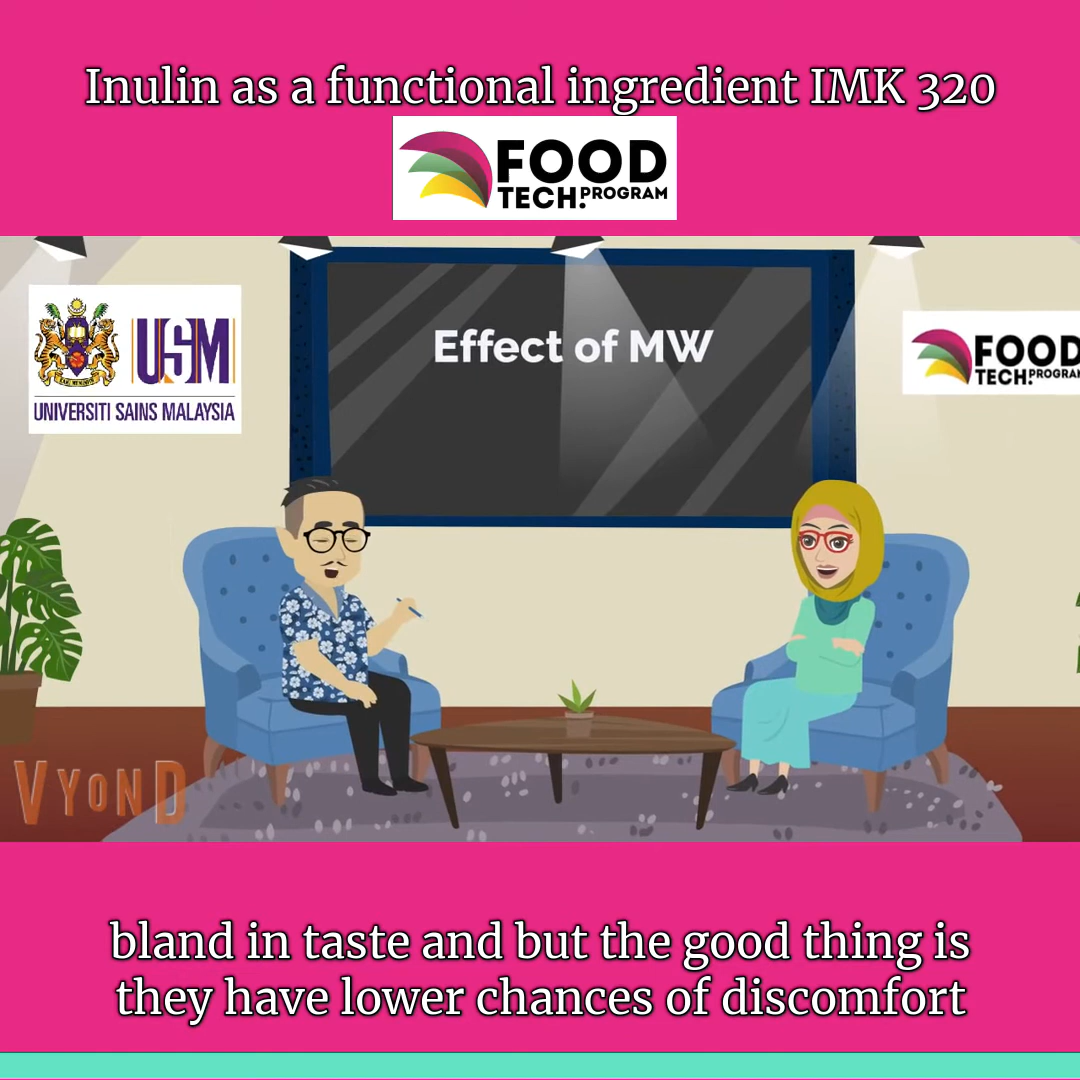 Inulin as a functional ingredient IMK 320
FOOD
TECH. PROGRAM
USM
UNIVERSITI SAINS MALAYSIA
Effect of MW
FOOD
TECH. PROGRAM
VYOND
bland in taste and but the good thing is
they have lower chances of discomfort